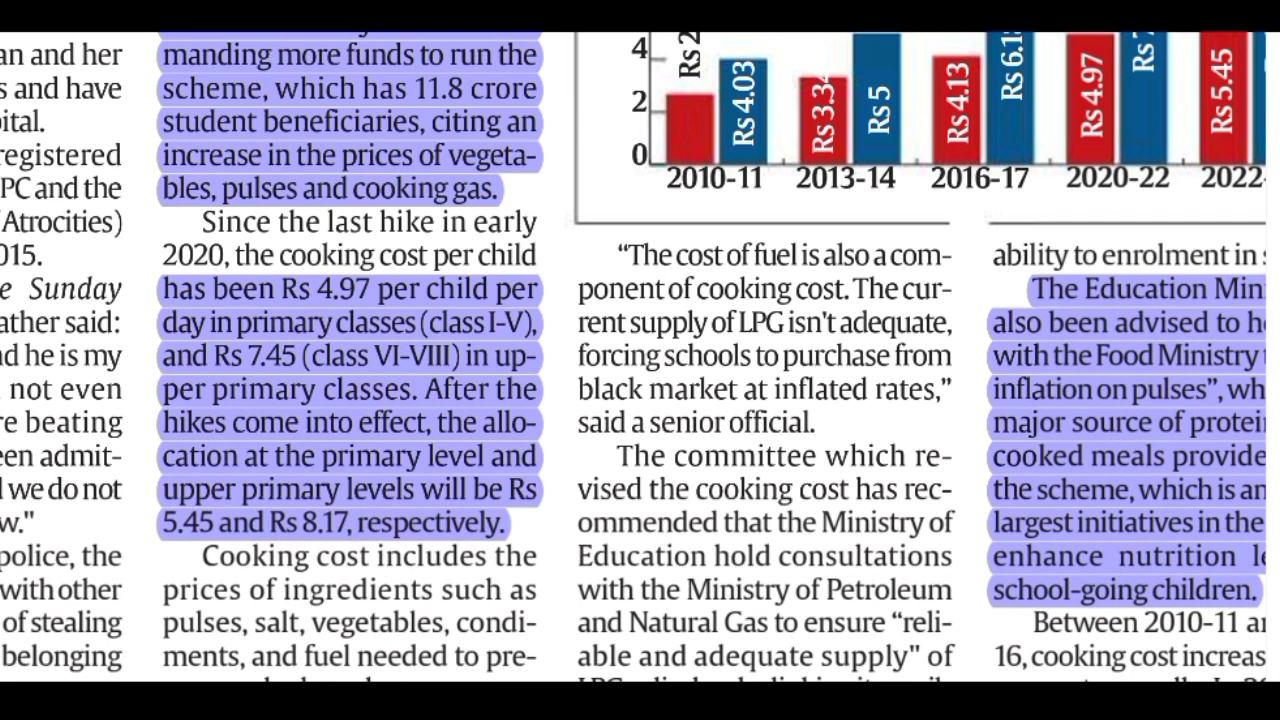 an and her
s and have
ital.
registered
PC and the
Atrocities)
015.
e Sunday
ather said:
d he is my
not even
re beating
een admit-
we do not
w."
police, the
with other
of stealing
belonging
manding more funds to run the
scheme, which has 11.8 crore
student beneficiaries, citing an
increase in the prices of vegeta-
bles, pulses and cooking gas.
Since the last hike in early
2020, the cooking cost per child
has been Rs 4.97 per child per
day in primary classes (class I-V),
and Rs 7.45 (class VI-VIII) in up-
per primary classes. After the
hikes come into effect, the allo-
cation at the primary level and
upper primary levels will be Rs
5.45 and Rs 8.17, respectively.
Cooking cost includes the
prices of ingredients such as
pulses, salt, vegetables, condi-
ments, and fuel needed to pre-
4
2
0
Rs 2
Rs 4.03
Rs 3.34
Rs 5
Rs 4.13
Rs 6.1
Rs 4.97
Rs 7
Rs 5.45
2010-11 2013-14 2016-17 2020-22 2022-
“The cost of fuel is also a com-
ponent of cooking cost. The cur-
rent supply of LPG isn't adequate,
forcing schools to purchase from
black market at inflated rates,”
said a senior official.
The committee which re-
vised the cooking cost has rec-
ommended that the Ministry of
Education hold consultations
with the Ministry of Petroleum
and Natural Gas to ensure “reli-
able and adequate supply" of
ability to enrolment in s
The Education Min
also been advised to h
with the Food Ministry
inflation on pulses”, wh
major source of protei
cooked meals provide
the scheme, which is an
largest initiatives in the
enhance nutrition le
school-going children.
Between 2010-11 an
16, cooking cost increas